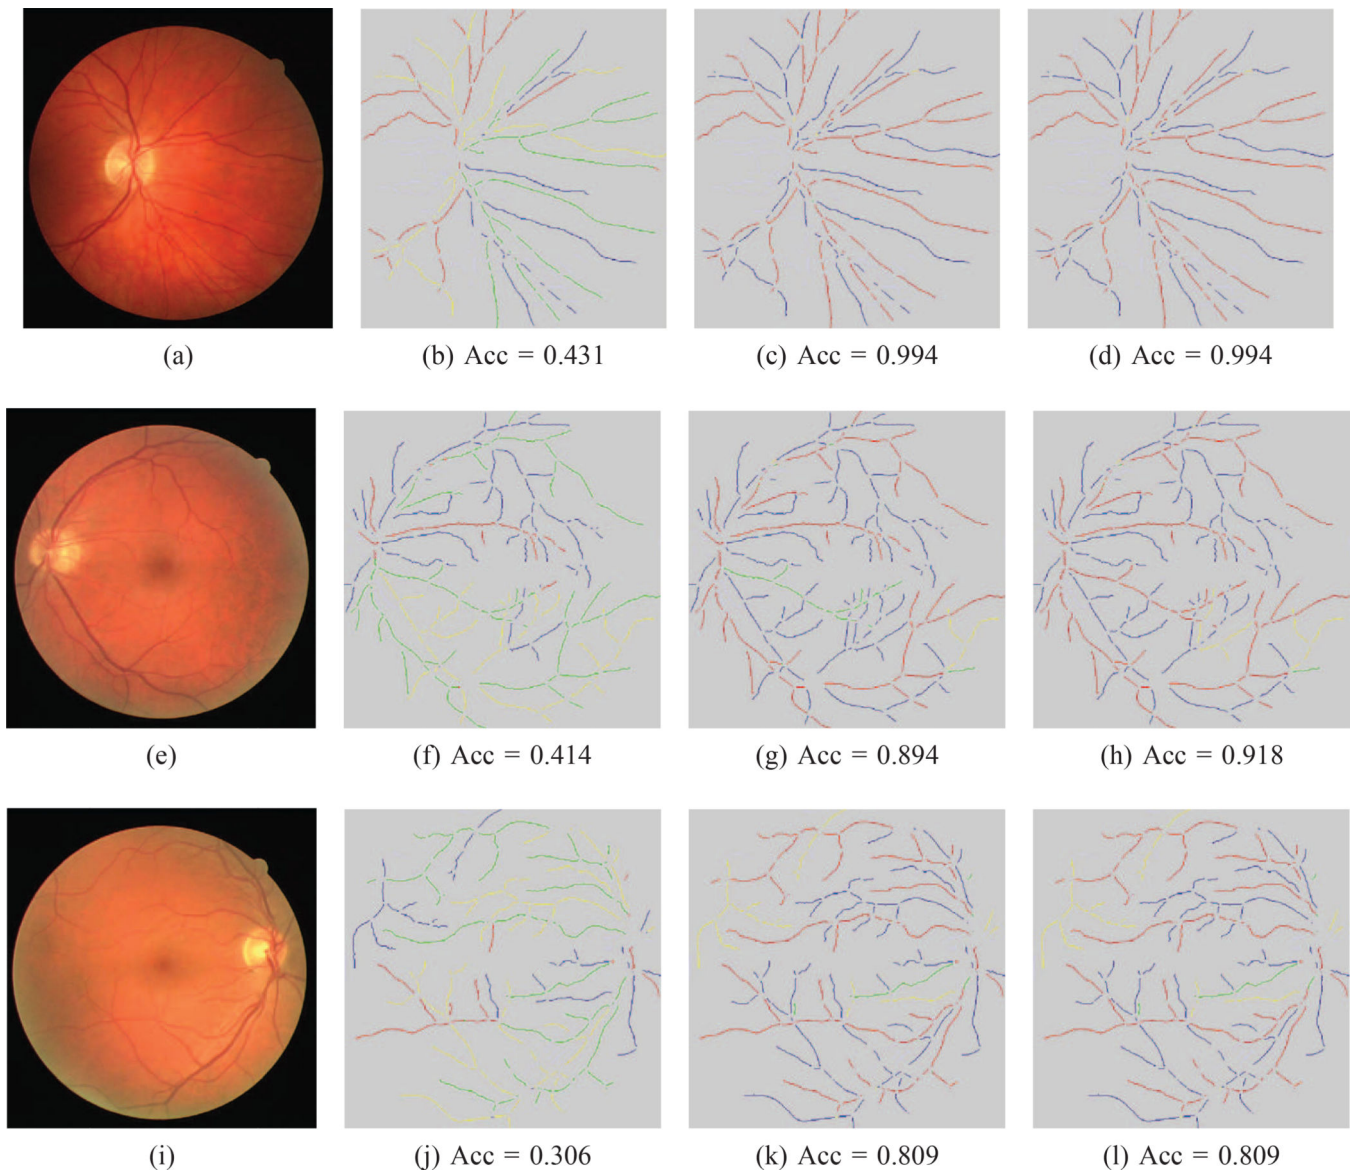 (a)
(b) Acc = 0.431
(c) Acc = 0.994
(d) Acc = 0.994
(e)
(f) Acc = 0.414
(g) Acc = 0.894
(h) Acc = 0.918
(i)
(j) Acc = 0.306
(k) Acc = 0.809
(l) Acc = 0.809